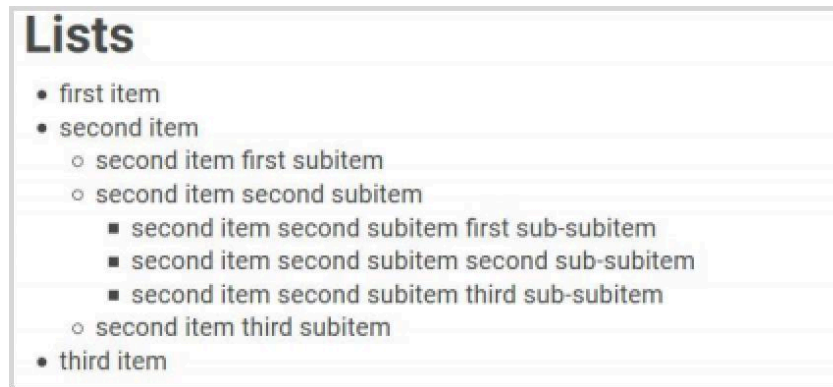 Lists
• first item
• second item
○ second item first subitem
○ second item second subitem
▪ second item second subitem first sub-subitem
▪ second item second subitem second sub-subitem
▪ second item second subitem third sub-subitem
○ second item third subitem
• third item